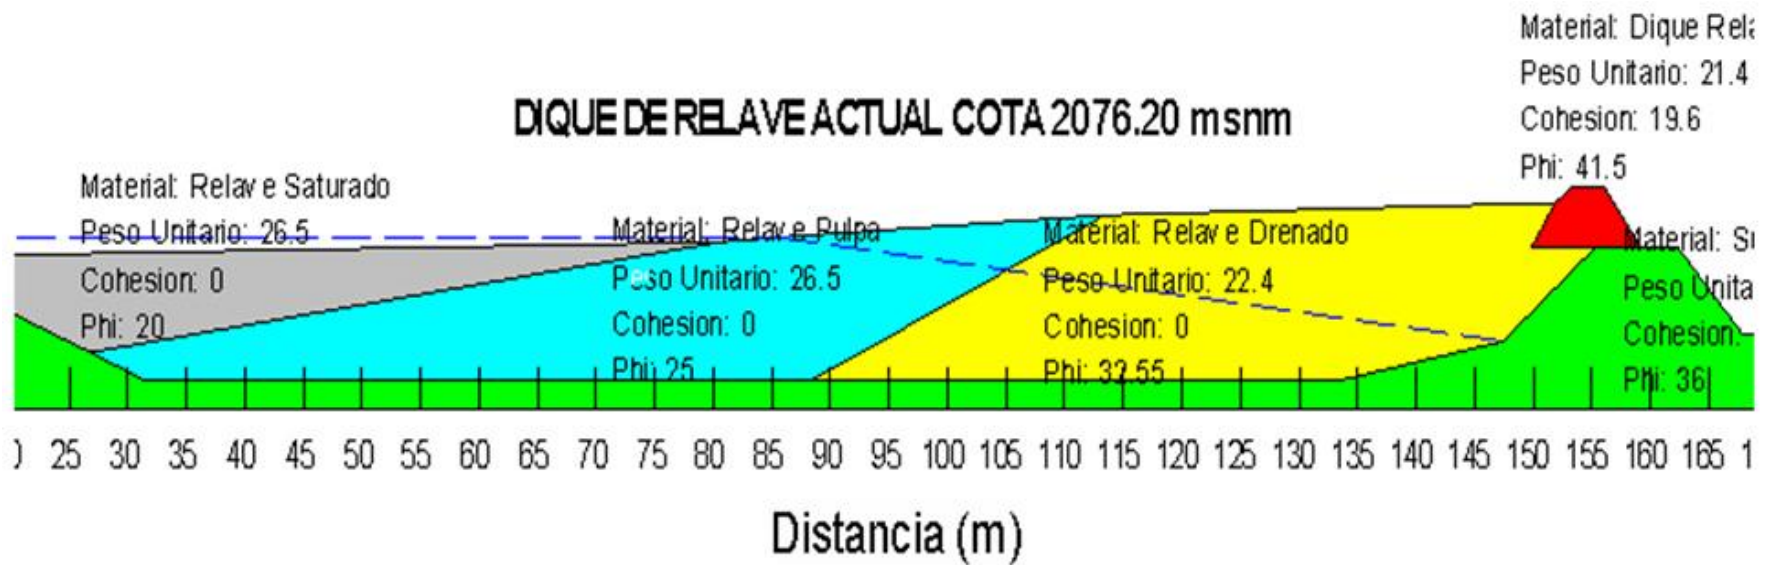 Material: Dique Rela
Peso Unitario: 21.4
Cohesion: 19.6
Phi: 41.5
DIQUE DE RELAVE ACTUAL COTA 2076.20 msnm
Material: Relave Saturado
Peso Unitario: 26.5
Cohesion: 0
Phi: 20
Material: Relave Pulpa
Peso Unitario: 26.5
Cohesion: 0
Phi: 25
Material: Relave Drenado
Peso Unitario: 22.4
Cohesion: 0
Phi: 32.55
Material: Su
Peso Unita
Cohesion:
Phi: 36
0 25 30 35 40 45 50 55 60 65 70 75 80 85 90 95 100 105 110 115 120 125 130 135 140 145 150 155 160 165 1
Distancia (m)